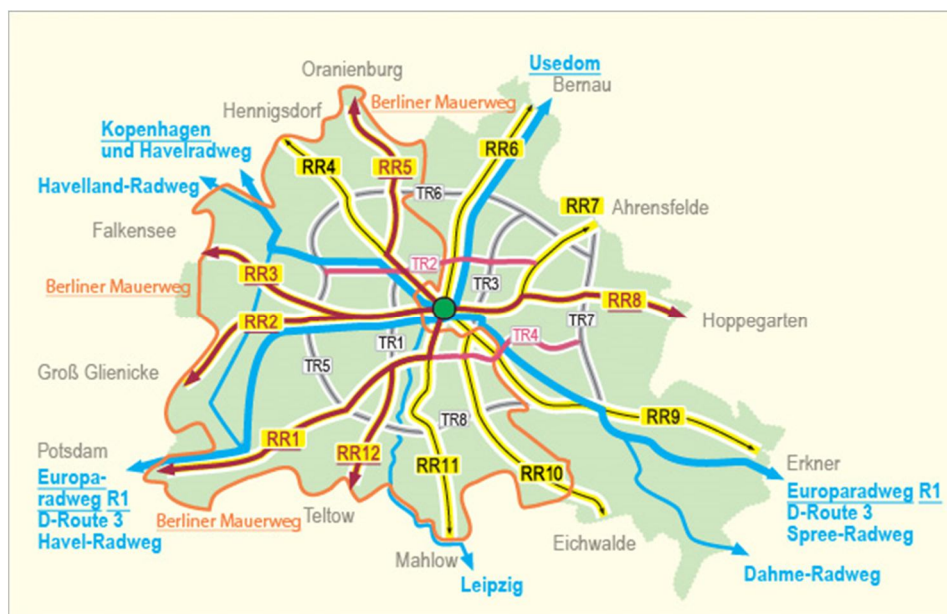 Oranienburg
Usedom
Bernau
Hennigsdorf
Berliner Mauerweg
Kopenhagen
und Havelradweg
RR4
RR5
RR6
Havelland-Radweg
TR6
RR7
Ahrensfelde
Falkensee
TR2
RR3
TR3
Berliner Mauerweg
RR8
RR2
Hoppegarten
TR7
TR1
TR4
Groß Glienicke
TR5
RR9
TR8
RR1
Potsdam
RR12
RR11
RR10
Erkner
Europa-
radweg R1
D-Route 3
Havel-Radweg
Europaradweg R1
D-Route 3
Spree-Radweg
Berliner Mauerweg
Teltow
Eichwalde
Mahlow
Leipzig
Dahme-Radweg